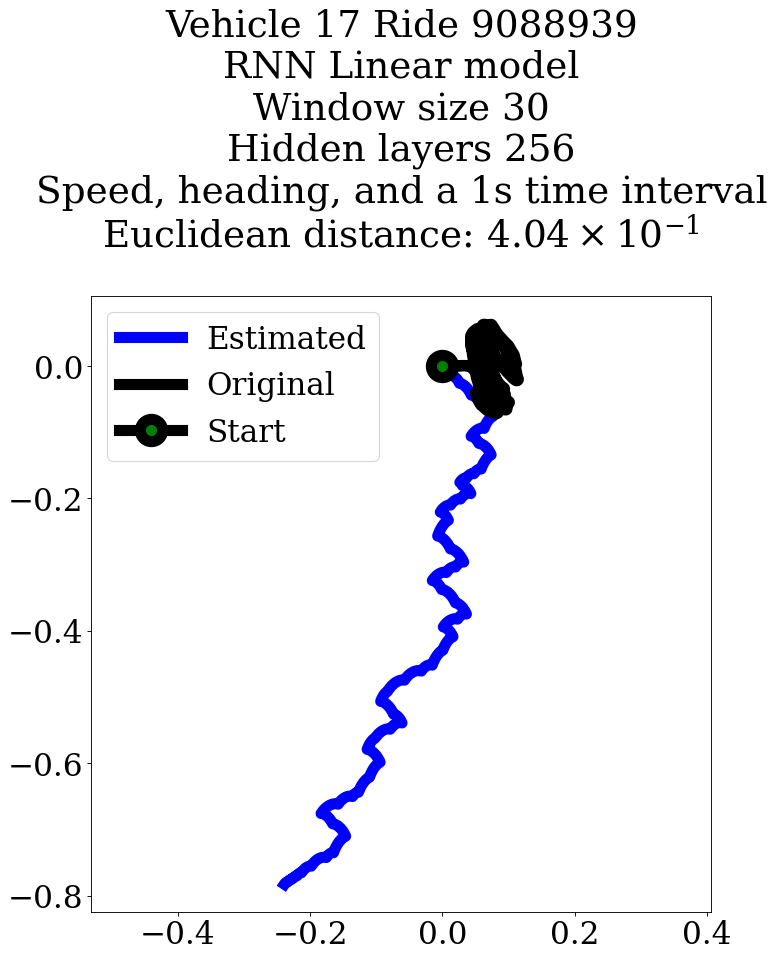 Vehicle 17 Ride 9088939
RNN Linear model
Window size 30
Hidden layers 256
Speed, heading, and a 1s time interval
Euclidean distance: 4.04 × 10⁻¹
Estimated
Original
Start
0.0
−0.2
−0.4
−0.6
−0.8
−0.4 −0.2 0.0 0.2 0.4